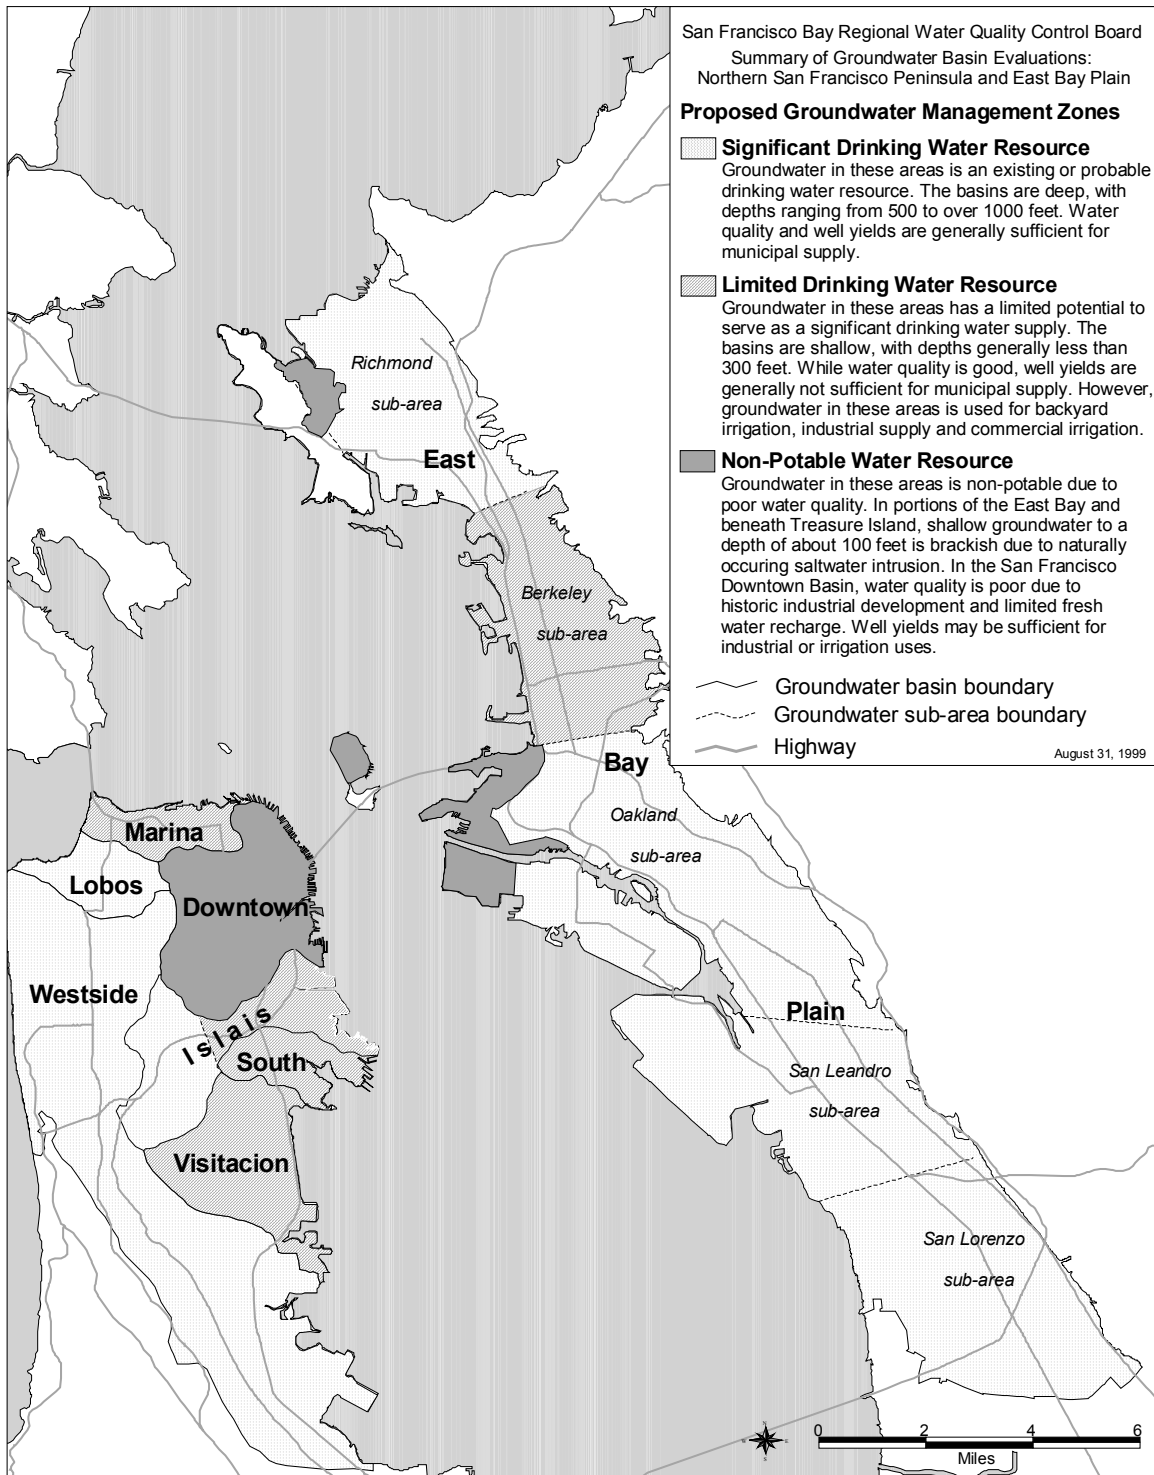 San Francisco Bay Regional Water Quality Control Board
Summary of Groundwater Basin Evaluations:
Northern San Francisco Peninsula and East Bay Plain
Proposed Groundwater Management Zones
Significant Drinking Water Resource
Groundwater in these areas is an existing or probable
drinking water resource. The basins are deep, with
depths ranging from 500 to over 1000 feet. Water
quality and well yields are generally sufficient for
municipal supply.
Limited Drinking Water Resource
Groundwater in these areas has a limited potential to
serve as a significant drinking water supply. The
basins are shallow, with depths generally less than
300 feet. While water quality is good, well yields are
generally not sufficient for municipal supply. However,
groundwater in these areas is used for backyard
irrigation, industrial supply and commercial irrigation.
Non-Potable Water Resource
Groundwater in these areas is non-potable due to
poor water quality. In portions of the East Bay and
beneath Treasure Island, shallow groundwater to a
depth of about 100 feet is brackish due to naturally
occuring saltwater intrusion. In the San Francisco
Downtown Basin, water quality is poor due to
historic industrial development and limited fresh
water recharge. Well yields may be sufficient for
industrial or irrigation uses.
Groundwater basin boundary
Groundwater sub-area boundary
Highway
August 31, 1999
Richmond
sub-area
East
Berkeley
sub-area
Bay
Oakland
sub-area
Marina
Lobos
Downtown
Westside
Islais
South
Visitacion
Plain
San Leandro
sub-area
San Lorenzo
sub-area
N
W E
S
0 2 4 6
Miles